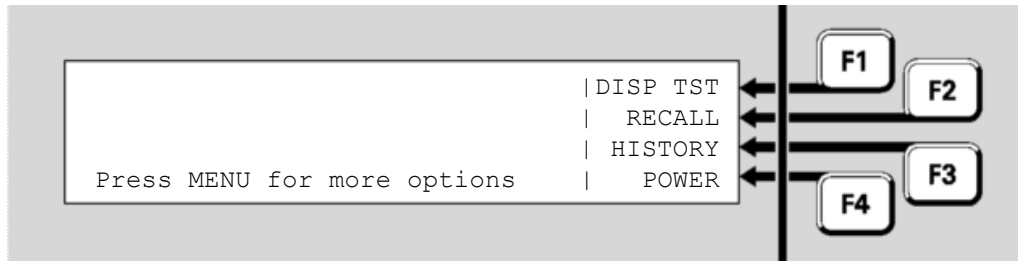 |DISP TST
| RECALL
| HISTORY
Press MENU for more options | POWER
F1
F2
F3
F4